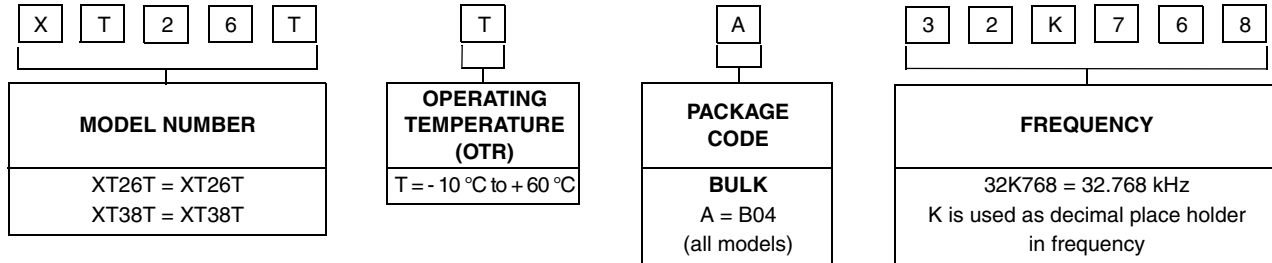 X T 2 6 T T A 3 2 K 7 6 8
MODEL NUMBER
XT26T = XT26T
XT38T = XT38T
OPERATING
TEMPERATURE
(OTR)
T = - 10 °C to + 60 °C
PACKAGE
CODE
BULK
A = B04
(all models)
FREQUENCY
32K768 = 32.768 kHz
K is used as decimal place holder
in frequency